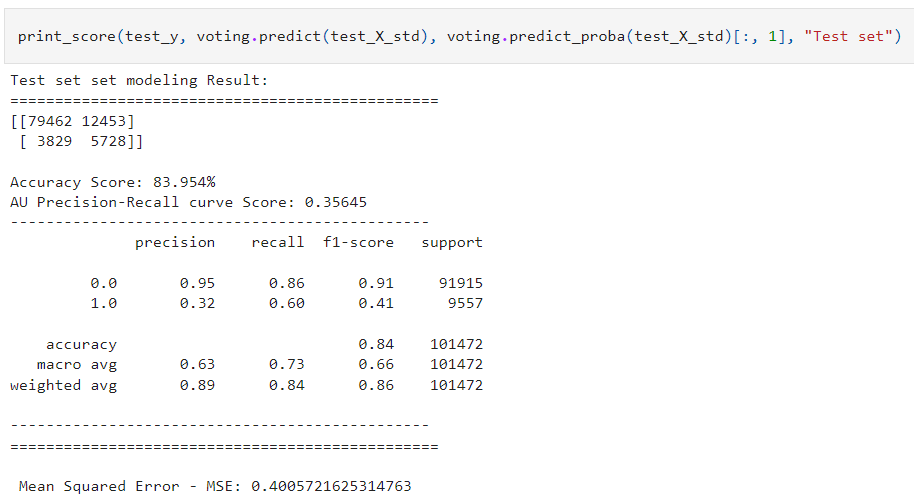 print_score(test_y, voting.predict(test_X_std), voting.predict_proba(test_X_std)[:, 1], "Test set")
Test set set modeling Result:
================================================
[[79462 12453]
 [ 3829  5728]]
Accuracy Score: 83.954%
AU Precision-Recall curve Score: 0.35645
-----------------------------------------------
              precision    recall  f1-score   support
         0.0       0.95      0.86      0.91     91915
         1.0       0.32      0.60      0.41      9557
    accuracy                           0.84    101472
   macro avg       0.63      0.73      0.66    101472
weighted avg       0.89      0.84      0.86    101472
-----------------------------------------------
================================================
 Mean Squared Error - MSE: 0.4005721625314763